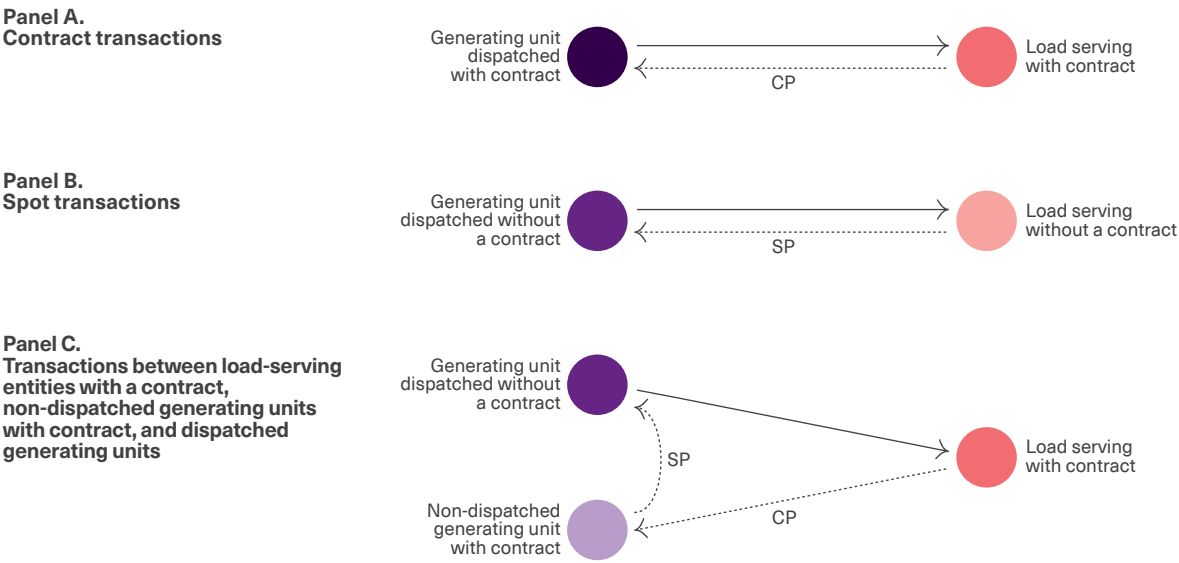 Panel A.
Contract transactions
Generating unit
dispatched
with contract
CP
Load serving
with contract
Panel B.
Spot transactions
Generating unit
dispatched without
a contract
SP
Load serving
without a contract
Panel C.
Transactions between load-serving
entities with a contract,
non-dispatched generating units
with contract, and dispatched
generating units
Generating unit
dispatched without
a contract
SP
Load serving
with contract
Non-dispatched
generating unit
with contract
CP